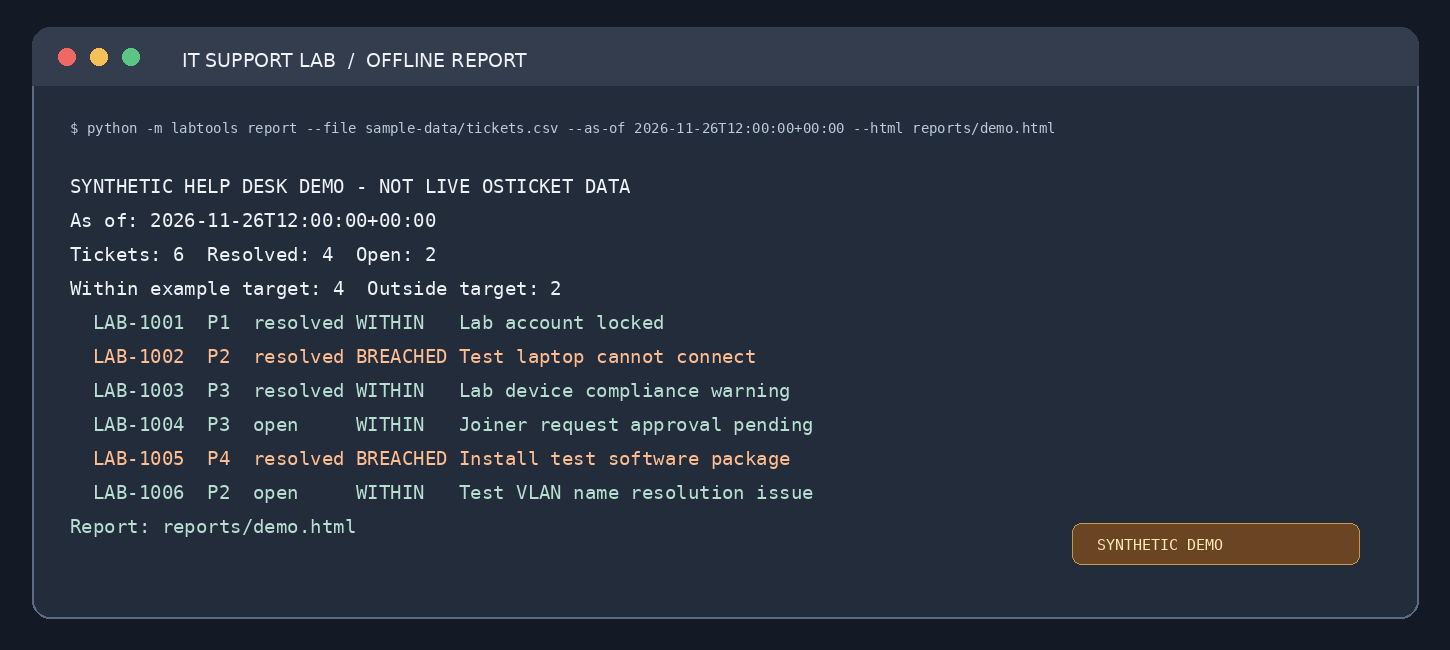 IT SUPPORT LAB / OFFLINE REPORT
$ python -m labtools report --file sample-data/tickets.csv --as-of 2026-11-26T12:00:00+00:00 --html reports/demo.html
SYNTHETIC HELP DESK DEMO - NOT LIVE OSTICKET DATA
As of: 2026-11-26T12:00:00+00:00
Tickets: 6  Resolved: 4  Open: 2
Within example target: 4  Outside target: 2
  LAB-1001  P1  resolved WITHIN   Lab account locked
  LAB-1002  P2  resolved BREACHED Test laptop cannot connect
  LAB-1003  P3  resolved WITHIN   Lab device compliance warning
  LAB-1004  P3  open     WITHIN   Joiner request approval pending
  LAB-1005  P4  resolved BREACHED Install test software package
  LAB-1006  P2  open     WITHIN   Test VLAN name resolution issue
Report: reports/demo.html
SYNTHETIC DEMO